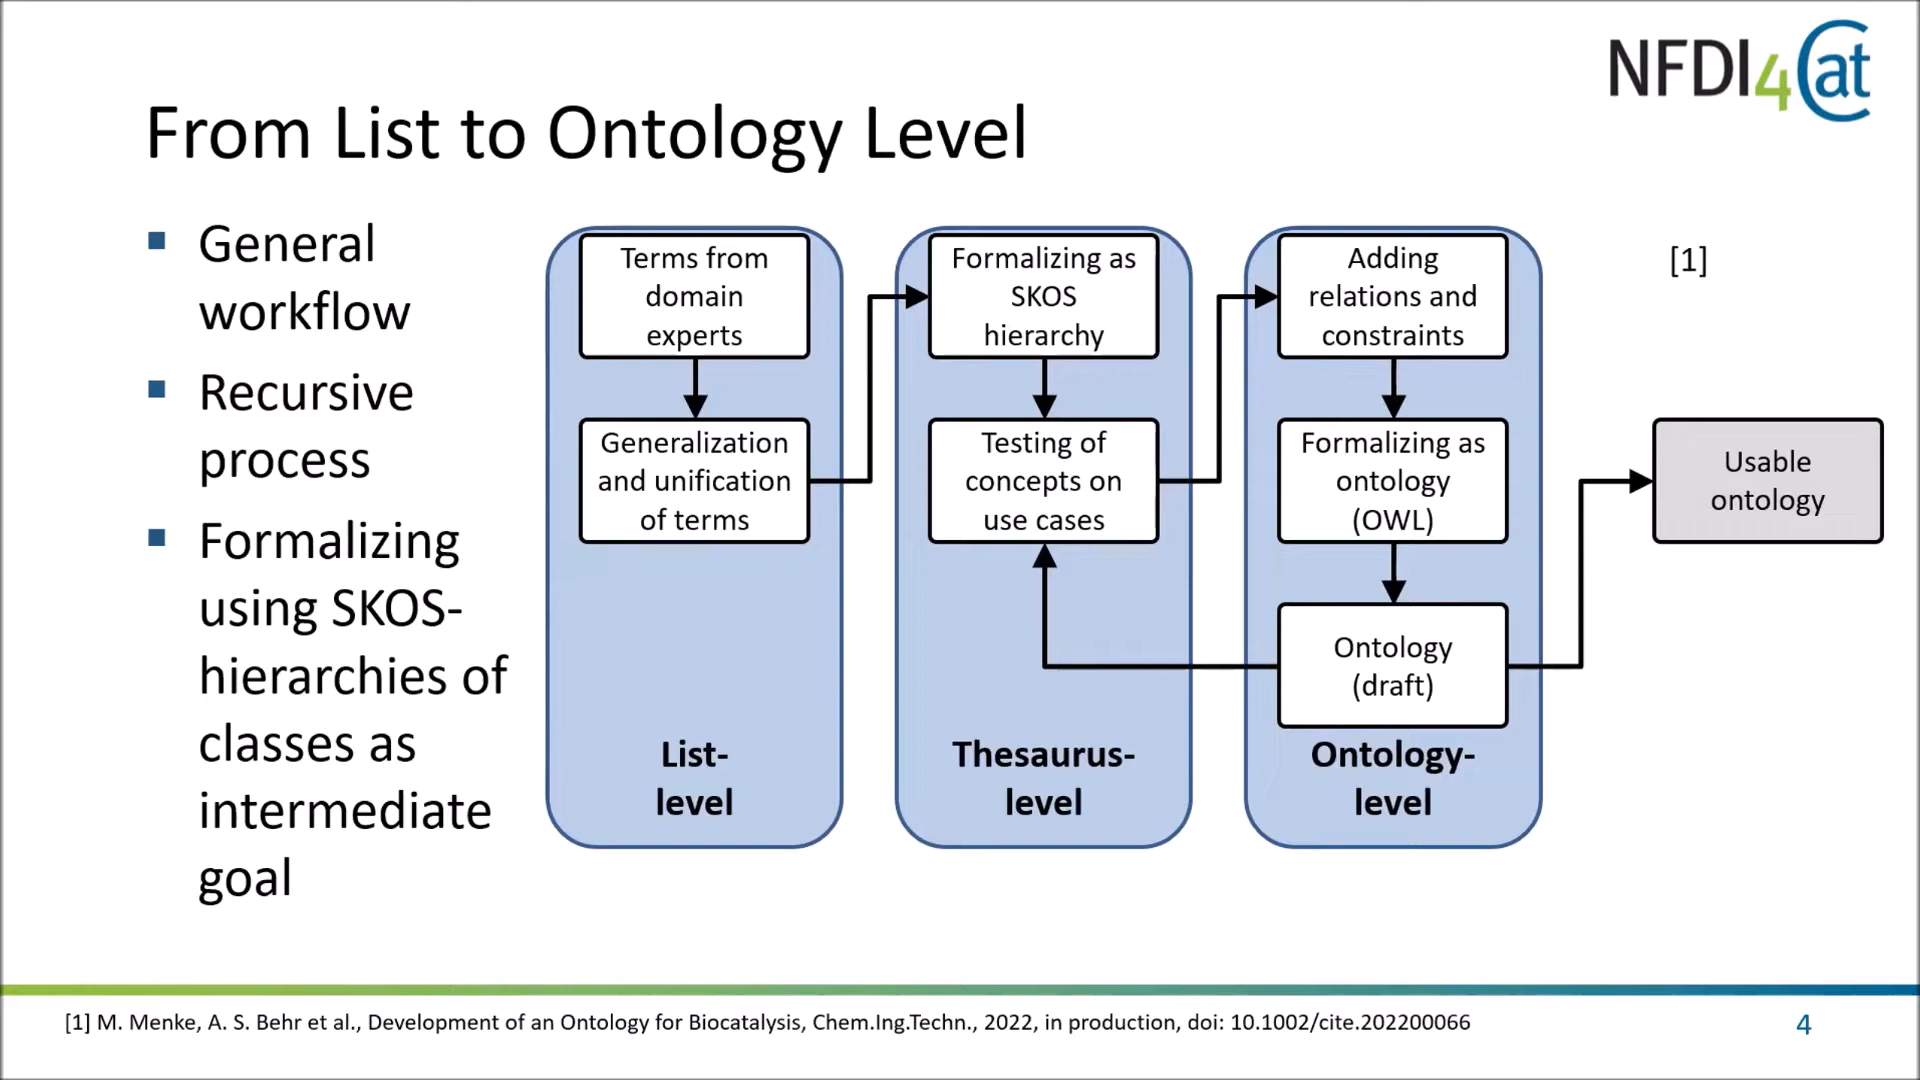 NFDI4Cat
From List to Ontology Level
General
workflow
Recursive
process
Formalizing
using SKOS-
hierarchies of
classes as
intermediate
goal
Terms from
domain
experts
Generalization
and unification
of terms
List-
level
Formalizing as
SKOS
hierarchy
Testing of
concepts on
use cases
Thesaurus-
level
Adding
relations and
constraints
Formalizing as
ontology
(OWL)
Ontology
(draft)
Ontology-
level
[1]
Usable
ontology
[1] M. Menke, A. S. Behr et al., Development of an Ontology for Biocatalysis, Chem.Ing.Techn., 2022, in production, doi: 10.1002/cite.202200066
4